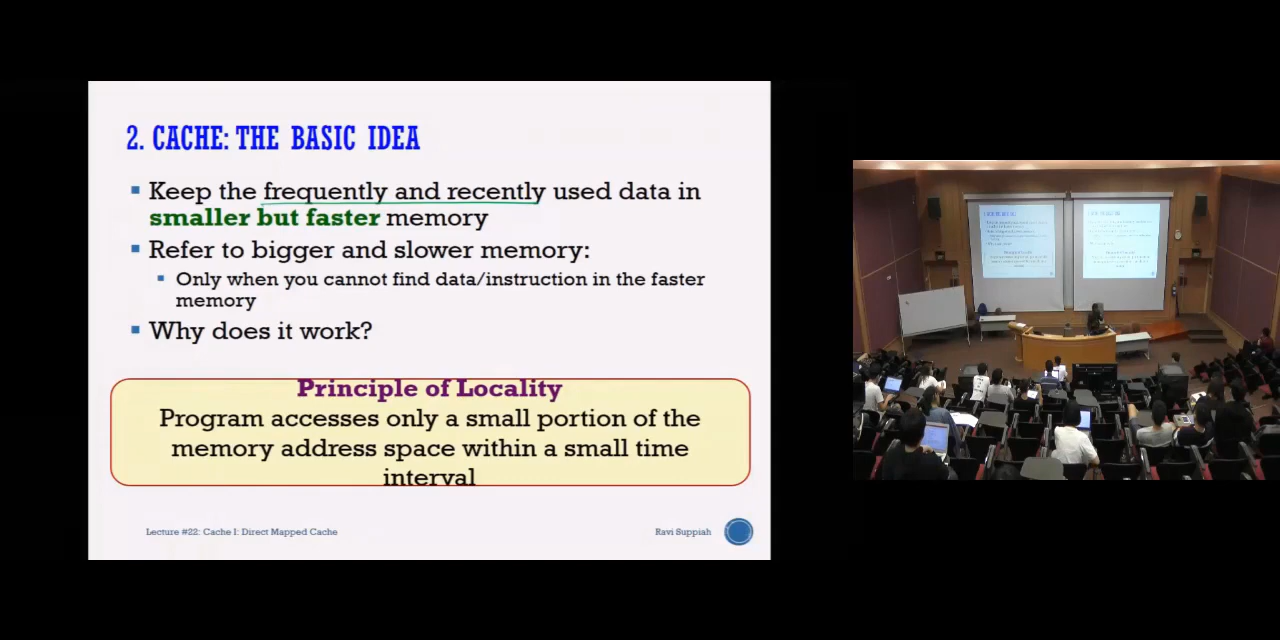 2. CACHE: THE BASIC IDEA
Keep the frequently and recently used data in
smaller but faster memory
Refer to bigger and slower memory:
Only when you cannot find data/instruction in the faster
memory
Why does it work?
Principle of Locality
Program accesses only a small portion of the
memory address space within a small time
interval
Lecture #22: Cache I: Direct Mapped Cache
Ravi Suppiah